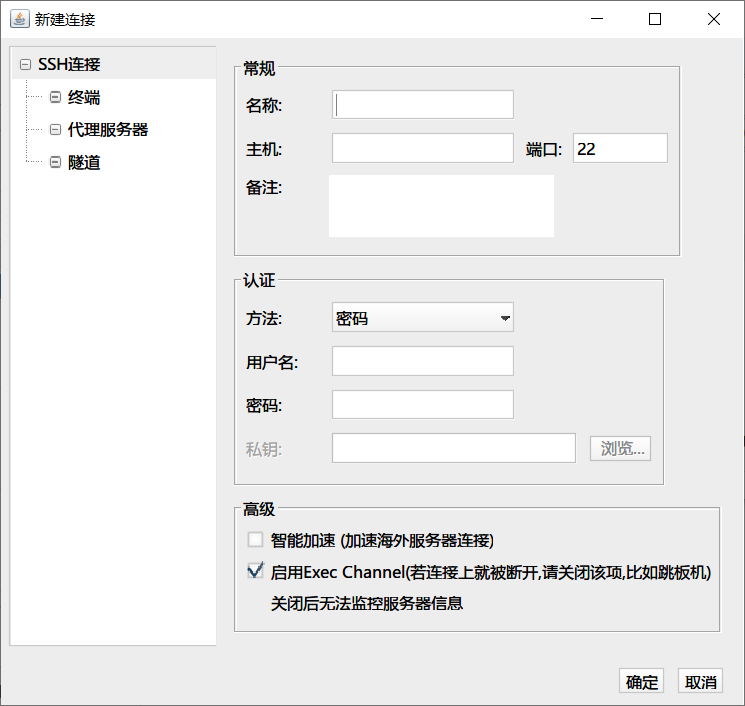 新建连接
SSH连接
终端
代理服务器
隧道
常规
名称:
主机:
端口: 22
备注:
认证
方法: 密码
用户名:
密码:
私钥: 浏览...
高级
智能加速 (加速海外服务器连接)
启用Exec Channel(若连接上就被断开,请关闭该项,比如跳板机)
关闭后无法监控服务器信息
确定 取消